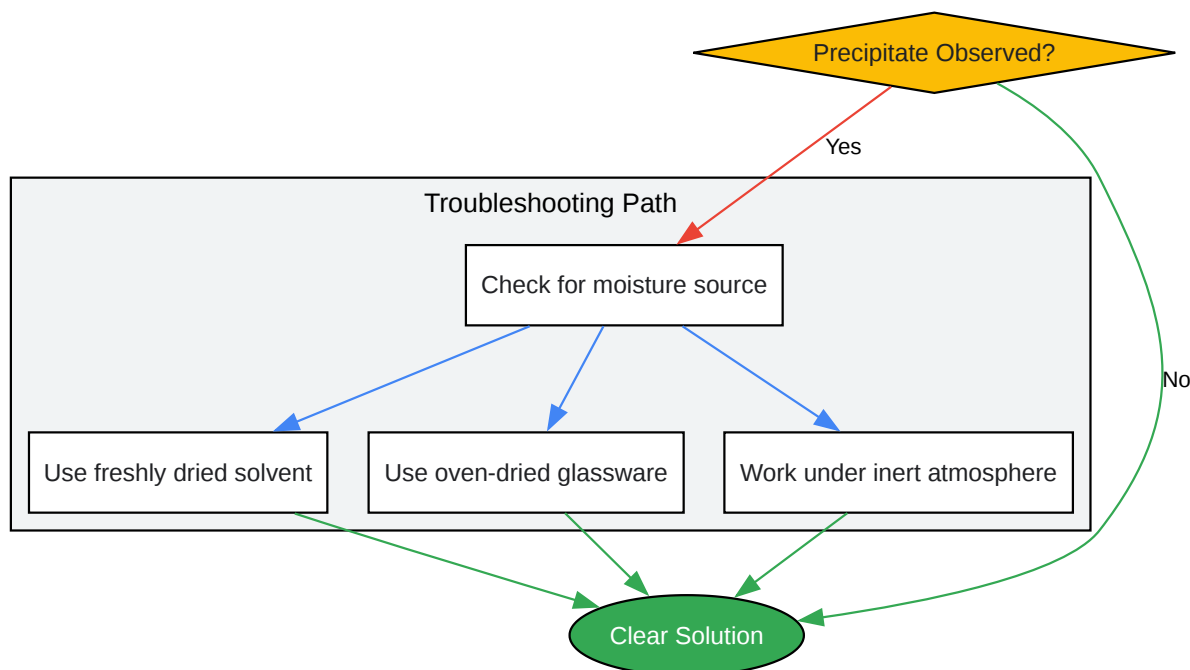 Precipitate Observed?
Yes
Troubleshooting Path
Check for moisture source
No
Use freshly dried solvent
Use oven-dried glassware
Work under inert atmosphere
Clear Solution